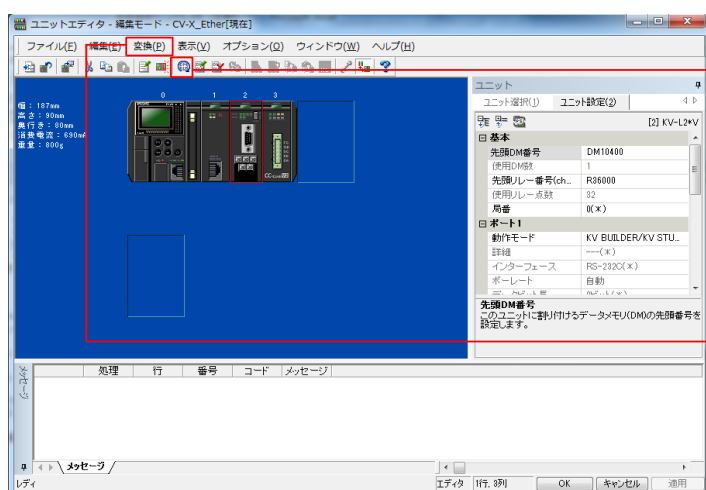 ユニットエディタ - 編集モード - CV-X_Ether[現在]
ファイル(F) 編集(E) 変換(P) 表示(V) オプション(O) ウィンドウ(W) ヘルプ(H)
幅 : 187mm
高さ : 90mm
奥行き : 80mm
消費電流 : 690mA
重量 : 800g
0 1 2 3
ユニット
ユニット選択(1) ユニット設定(2)
[2] KV-L2*V
基本
先頭DM番号 DM10400
使用DM数 1
先頭リレー番号(ch... R36000
使用リレー点数 32
局番 0(*)
ポート1
動作モード KV BUILDER/KV STU...
詳細 ---(*)
インターフェース RS-232C(*)
ボーレート 自動
先頭DM番号
このユニットに割り付けるデータメモリ(DM)の先頭番号を
設定します。
メッセージ
処理 行 番号 コード メッセージ
メッセージ
レディ エディタ 1行, 3列 OK キャンセル 適用